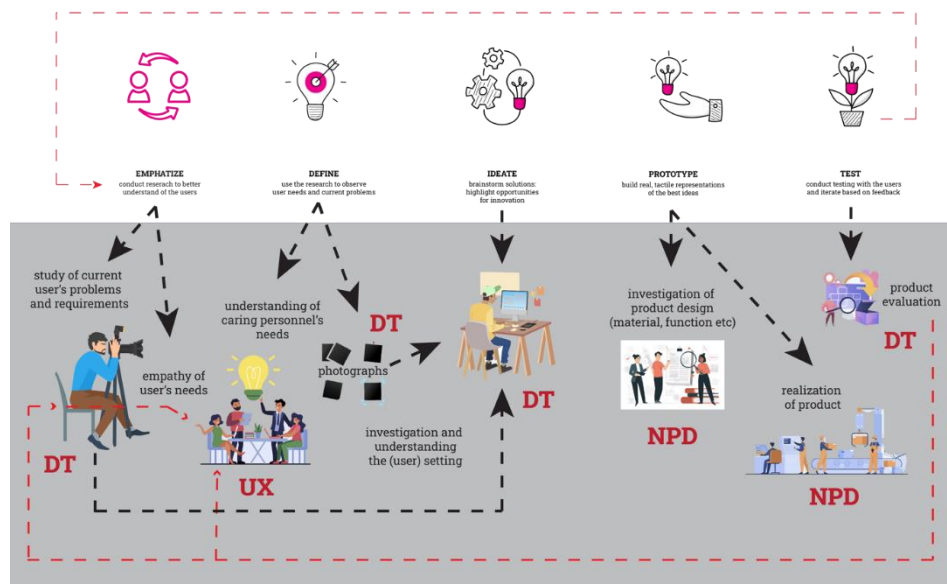 EMPHATIZE
conduct reserach to better
understand of the users
DEFINE
use the research to observe
user needs and current problems
IDEATE
brainstorm solutions:
highlight opportunities
for innovation
PROTOTYPE
build real, tactile representations
of the best ideas
TEST
conduct testing with the users
and iterate based on feedback
study of current
user's problems
and requirements
empathy of
user's needs
DT
understanding of
caring personnel's
needs
UX
DT
photographs
investigation and
understanding
the (user) setting
DT
investigation of
product design
(material, function etc)
NPD
realization
of product
NPD
product
evaluation
DT